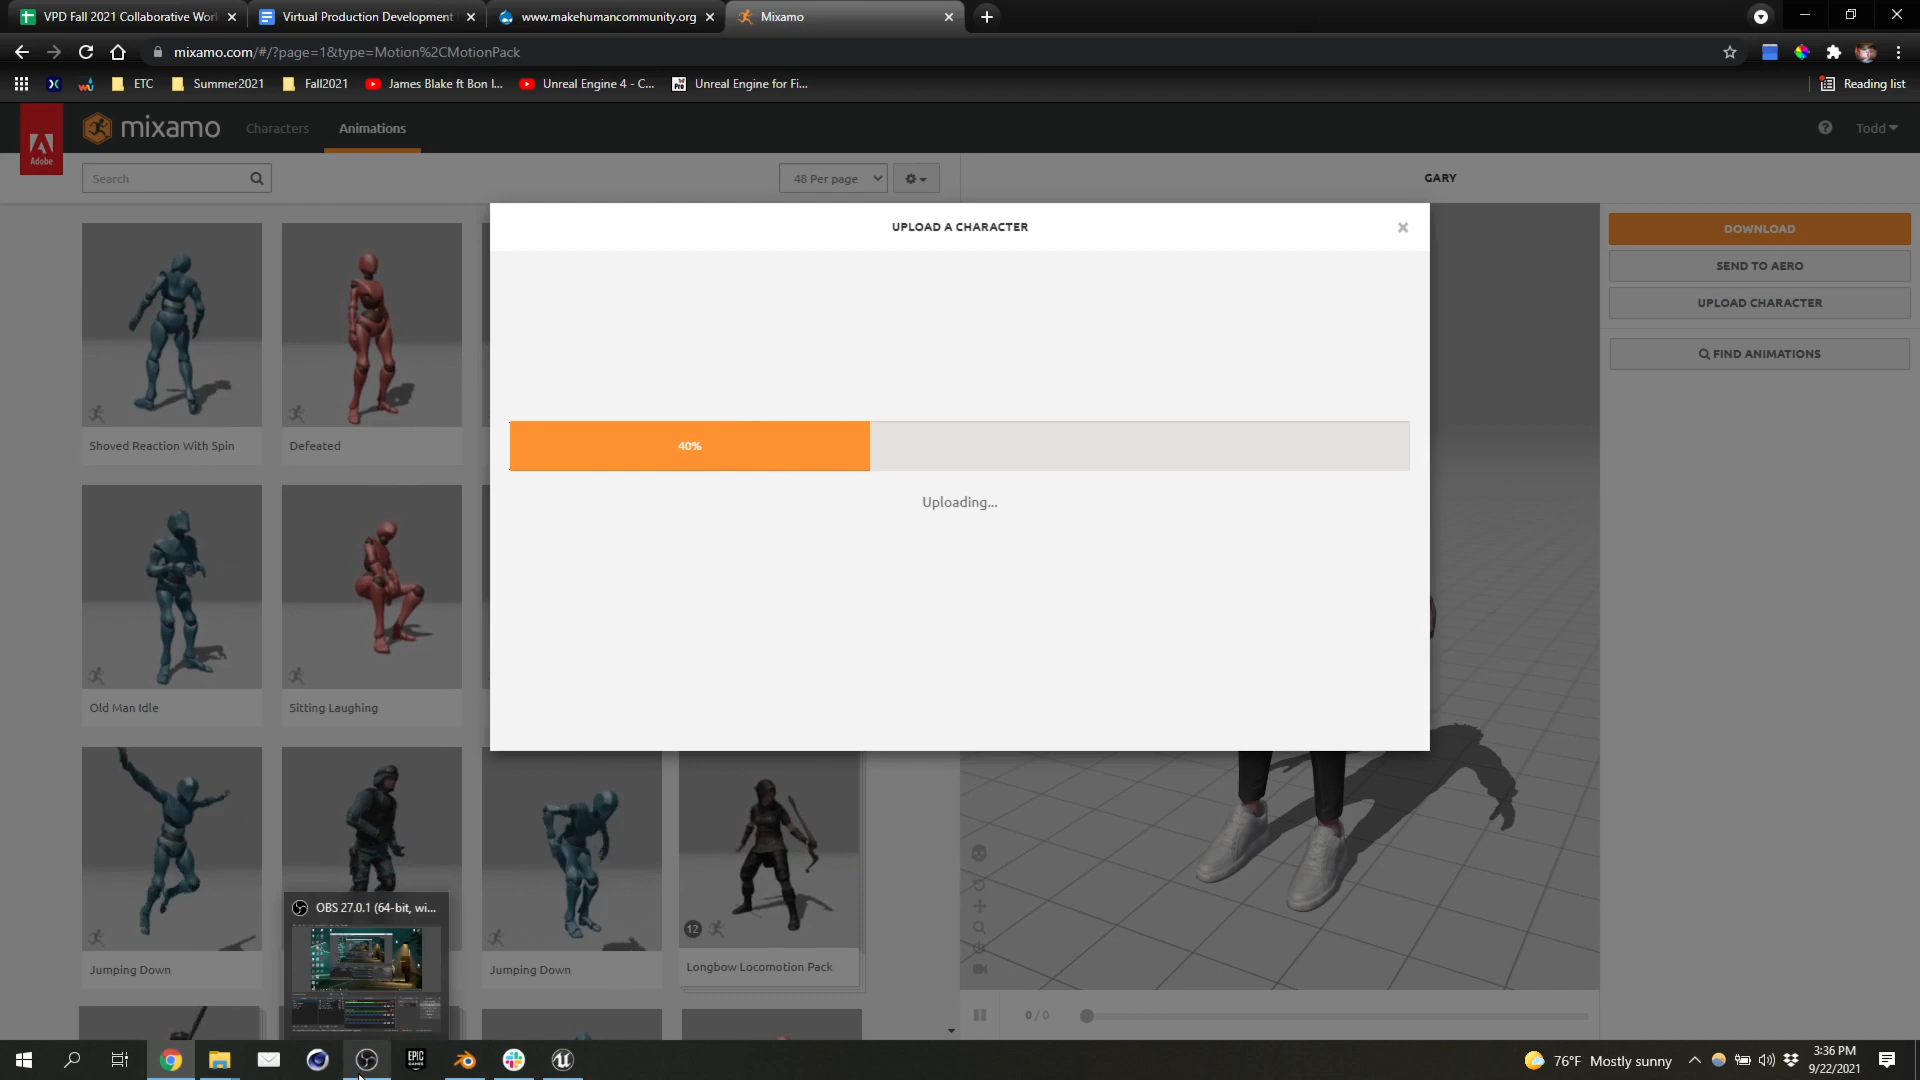 VPD Fall 2021 Collaborative Wor
Virtual Production Development
www.makehumancommunity.org
Mixamo
mixamo.com/#/?page=1&type=Motion%2CMotionPack
ETC
Summer2021
Fall2021
James Blake ft Bon I...
Unreal Engine 4 - C...
Unreal Engine for Fi...
Reading list
Adobe
mixamo
Characters
Animations
Todd
Search
48 Per page
GARY
UPLOAD A CHARACTER
DOWNLOAD
SEND TO AERO
UPLOAD CHARACTER
FIND ANIMATIONS
40%
Uploading...
Shoved Reaction With Spin
Defeated
Old Man Idle
Sitting Laughing
OBS 27.0.1 (64-bit, wi...
12
Jumping Down
Jumping Down
Longbow Locomotion Pack
0 / 0
EPIC
GAMES
76°F Mostly sunny
3:36 PM
9/22/2021